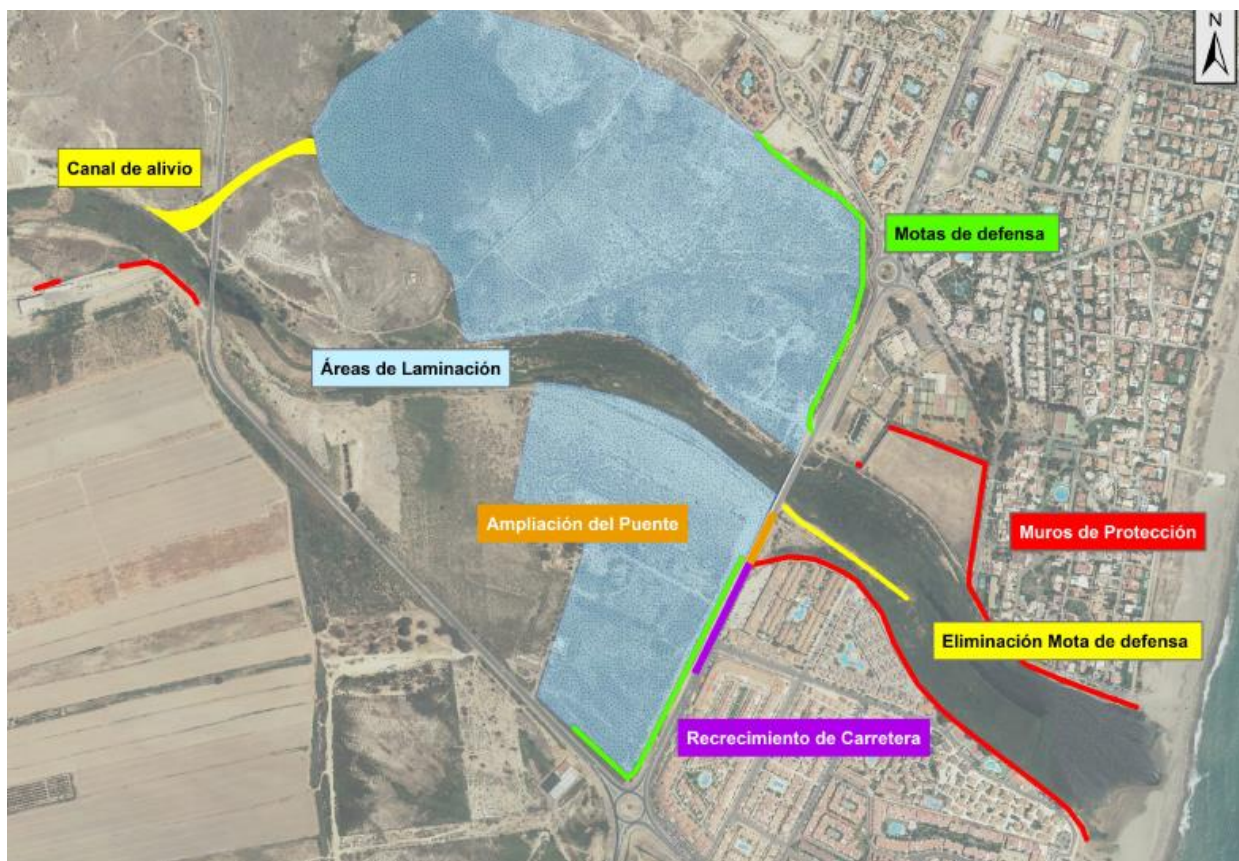 N
Canal de alivio
Motas de defensa
Áreas de Laminación
Ampliación del Puente
Muros de Protección
Eliminación Mota de defensa
Recrecimiento de Carretera